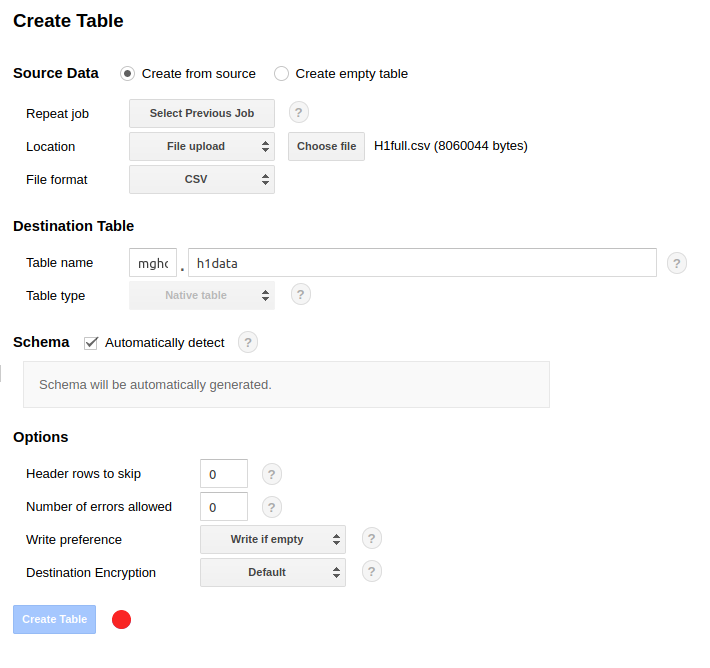 Create Table
Source Data Create from source Create empty table
Repeat job Select Previous Job ?
Location File upload Choose file H1full.csv (8060044 bytes)
File format CSV
Destination Table
Table name mghc . h1data ?
Table type Native table ?
Schema Automatically detect ?
Schema will be automatically generated.
Options
Header rows to skip 0 ?
Number of errors allowed 0 ?
Write preference Write if empty ?
Destination Encryption Default ?
Create Table